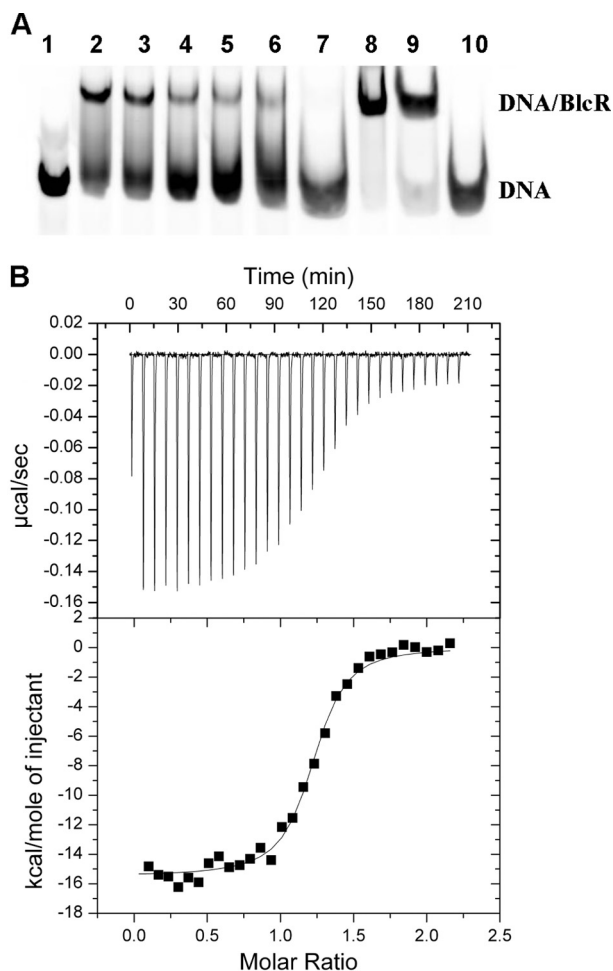 A
1 2 3 4 5 6 7 8 9 10
DNA/BlcR
DNA
B
Time (min)
0 30 60 90 120 150 180 210
0.02
0.00
-0.02
-0.04
-0.06
-0.08
-0.10
-0.12
-0.14
-0.16
µcal/sec
2
0
-2
-4
-6
-8
-10
-12
-14
-16
-18
kcal/mole of injectant
0.0 0.5 1.0 1.5 2.0 2.5
Molar Ratio